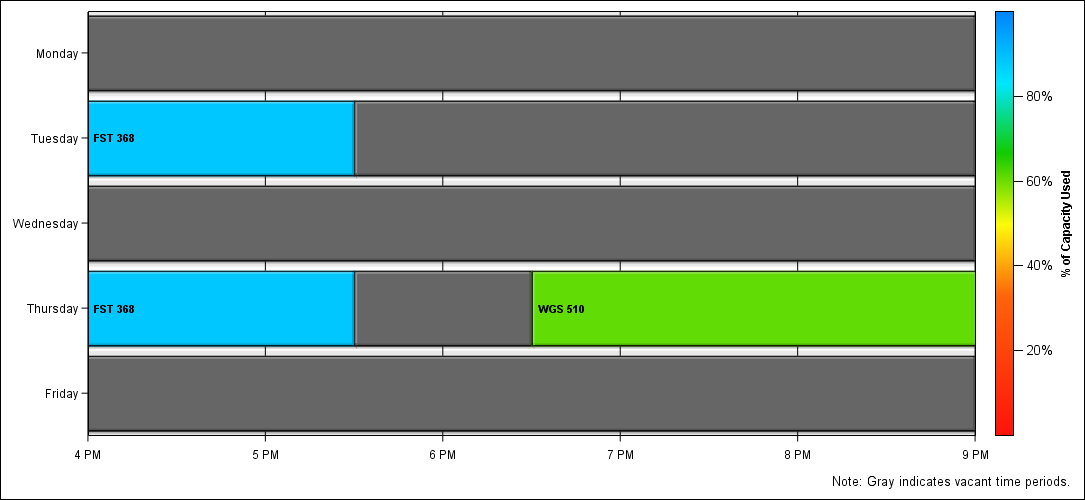 Monday
Tuesday
FST 368
Wednesday
Thursday
FST 368
WGS 510
Friday
4 PM
5 PM
6 PM
7 PM
8 PM
9 PM
80%
60%
40%
20%
% of Capacity Used
Note: Gray indicates vacant time periods.